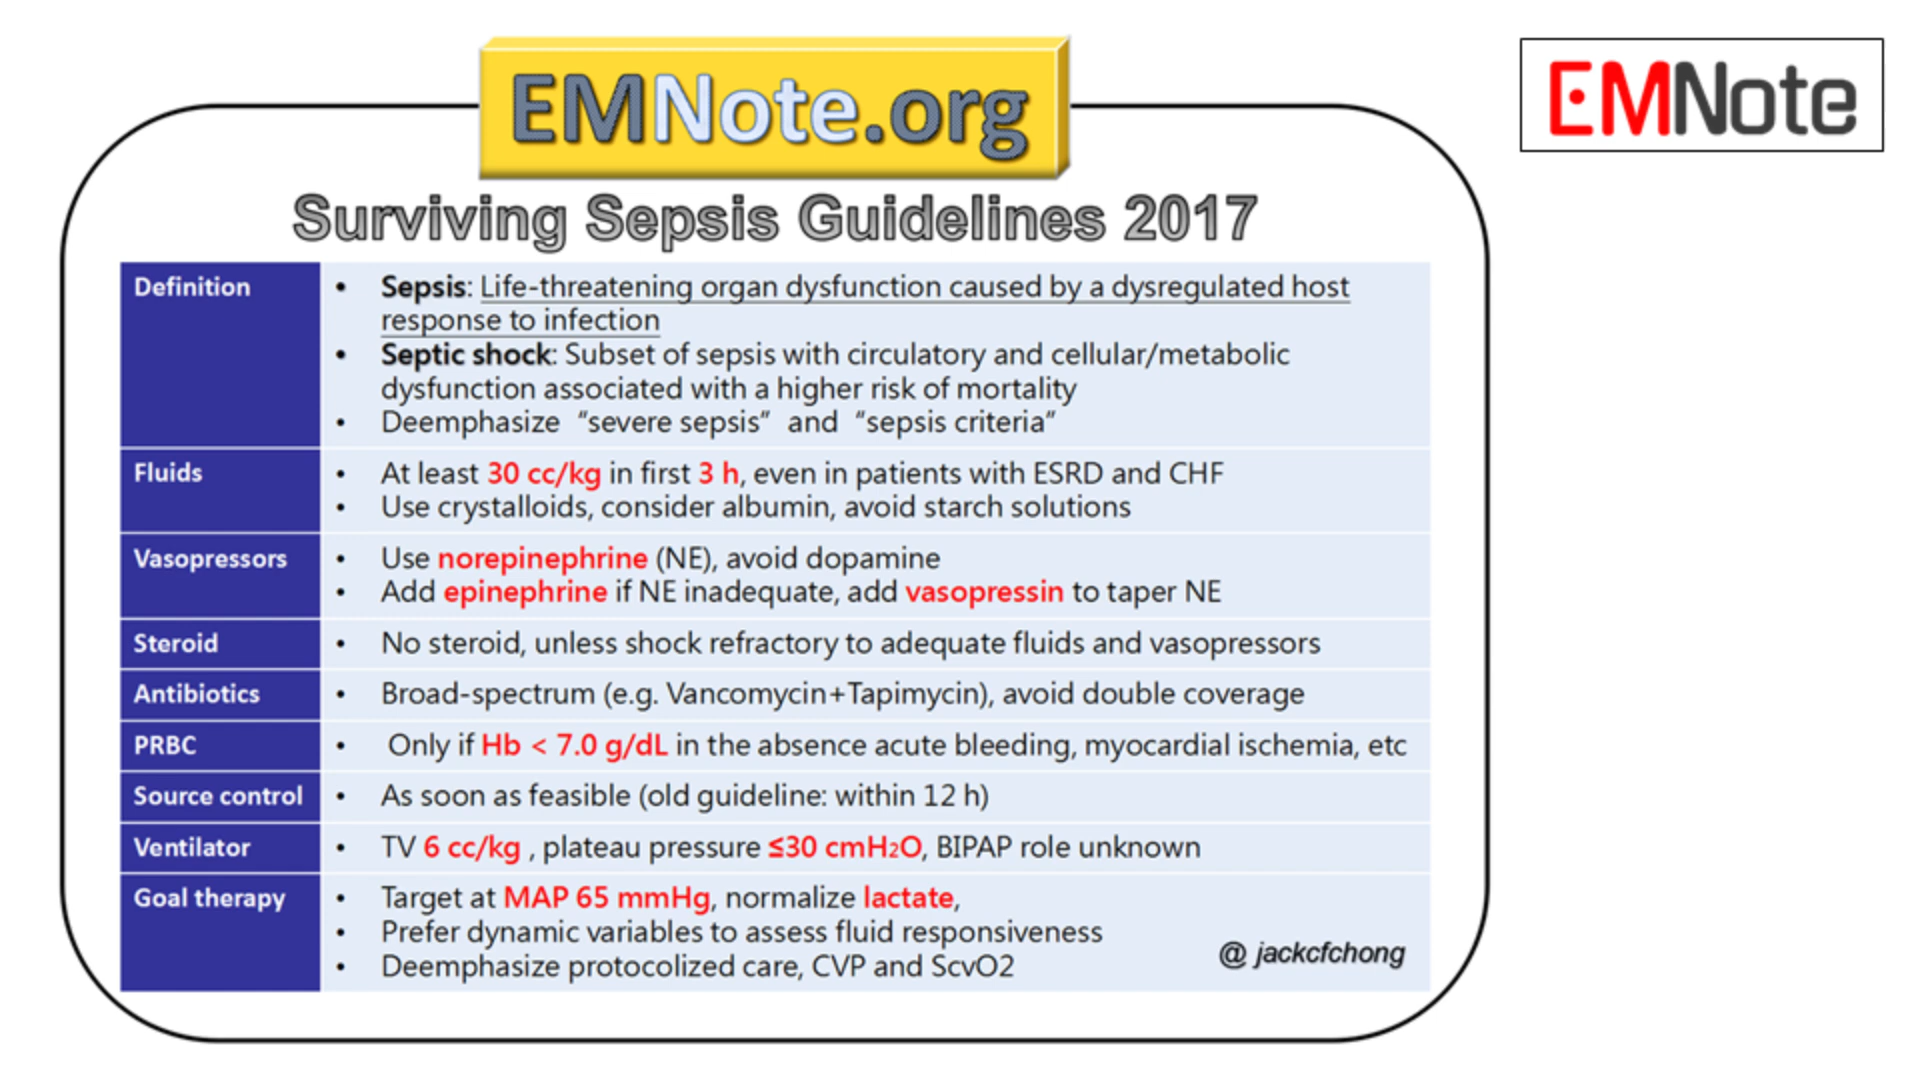 EMNote.org
EMNote
Surviving Sepsis Guidelines 2017
Definition
• Sepsis: Life-threatening organ dysfunction caused by a dysregulated host
response to infection
• Septic shock: Subset of sepsis with circulatory and cellular/metabolic
dysfunction associated with a higher risk of mortality
• Deemphasize “severe sepsis” and “sepsis criteria”
Fluids
• At least 30 cc/kg in first 3 h, even in patients with ESRD and CHF
• Use crystalloids, consider albumin, avoid starch solutions
Vasopressors
• Use norepinephrine (NE), avoid dopamine
• Add epinephrine if NE inadequate, add vasopressin to taper NE
Steroid
• No steroid, unless shock refractory to adequate fluids and vasopressors
Antibiotics
• Broad-spectrum (e.g. Vancomycin+Tapimycin), avoid double coverage
PRBC
• Only if Hb < 7.0 g/dL in the absence acute bleeding, myocardial ischemia, etc
Source control
• As soon as feasible (old guideline: within 12 h)
Ventilator
• TV 6 cc/kg , plateau pressure ≤30 cmH2O, BIPAP role unknown
Goal therapy
• Target at MAP 65 mmHg, normalize lactate,
• Prefer dynamic variables to assess fluid responsiveness
• Deemphasize protocolized care, CVP and ScvO2
@ jackcfchong